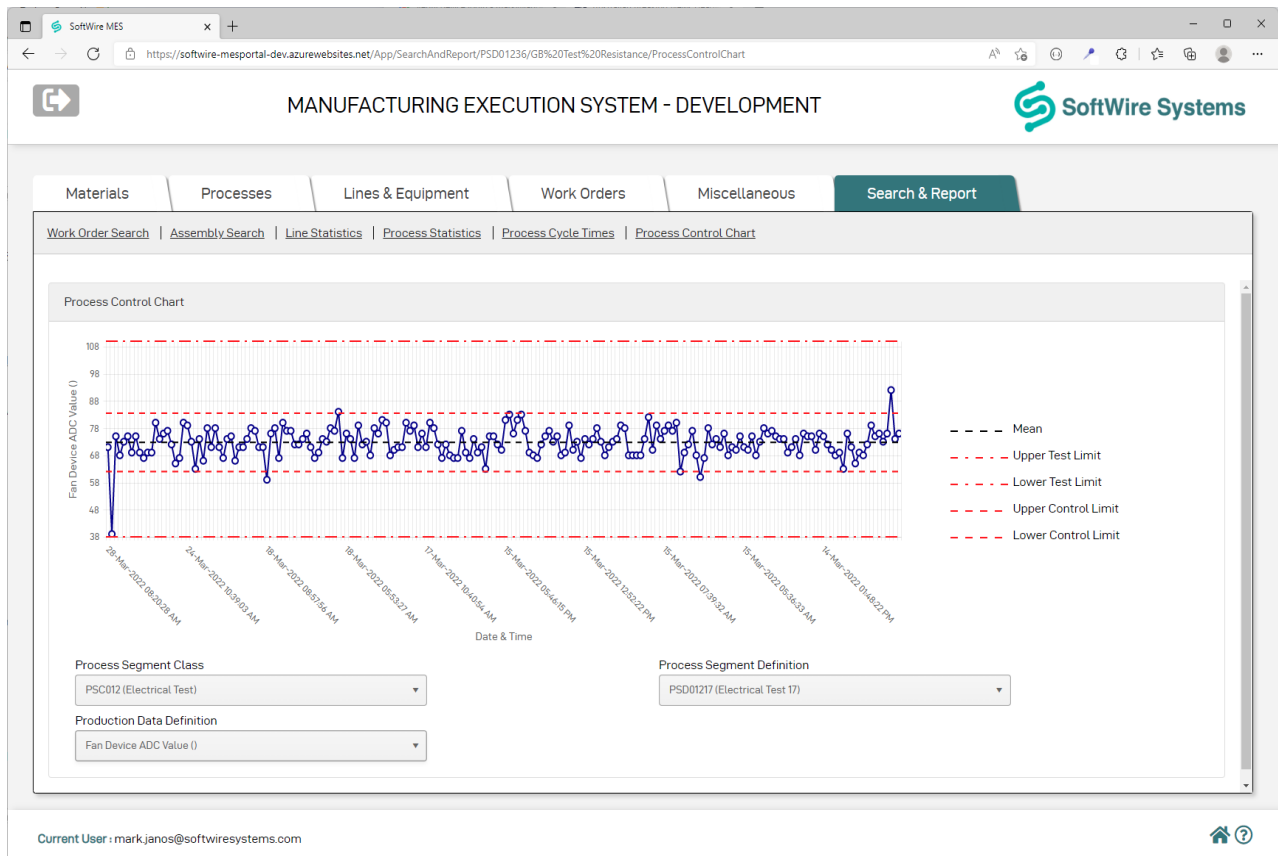 SoftWire MES
https://softwire-mesportal-dev.azurewebsites.net/App/SearchAndReport/PSD01236/GB%20Test%20Resistance/ProcessControlChart
MANUFACTURING EXECUTION SYSTEM - DEVELOPMENT
SoftWire Systems
Materials Processes Lines & Equipment Work Orders Miscellaneous Search & Report
Work Order Search | Assembly Search | Line Statistics | Process Statistics | Process Cycle Times | Process Control Chart
Process Control Chart
Fan Device ADC Value ()
108
98
88
78
68
58
48
38
28-Mar-2022 08:20:28 AM
24-Mar-2022 10:39:03 AM
18-Mar-2022 08:57:56 AM
18-Mar-2022 05:53:27 AM
17-Mar-2022 10:40:54 AM
15-Mar-2022 05:46:15 PM
15-Mar-2022 12:52:22 PM
15-Mar-2022 07:39:32 AM
15-Mar-2022 05:36:33 AM
14-Mar-2022 01:48:22 PM
Date & Time
Mean
Upper Test Limit
Lower Test Limit
Upper Control Limit
Lower Control Limit
Process Segment Class
PSC012 (Electrical Test)
Process Segment Definition
PSD01217 (Electrical Test 17)
Production Data Definition
Fan Device ADC Value ()
Current User : mark.janos@softwiresystems.com